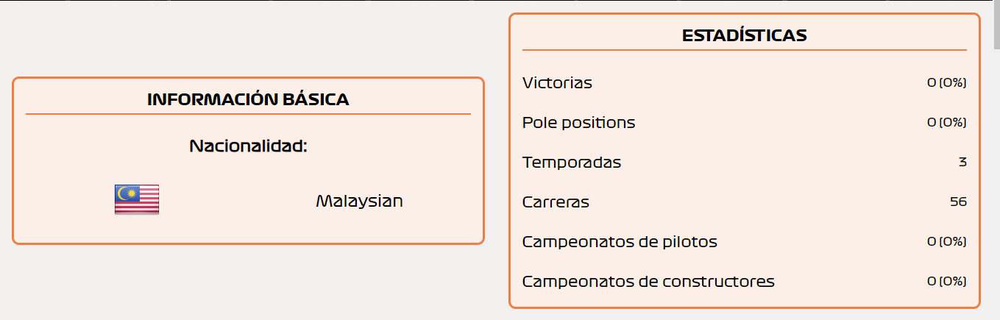 INFORMACIÓN BÁSICA
Nacionalidad:
Malaysian
ESTADÍSTICAS
Victorias 0 (0%)
Pole positions 0 (0%)
Temporadas 3
Carreras 56
Campeonatos de pilotos 0 (0%)
Campeonatos de constructores 0 (0%)